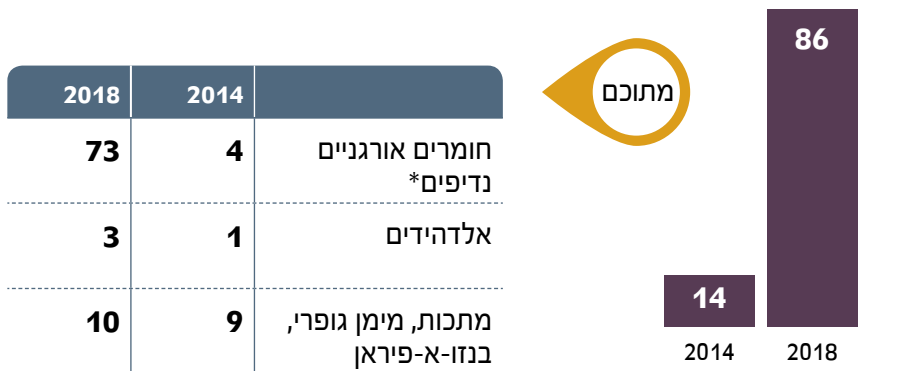 86
14
2014 2018
מתוכם
2014 2018
חומרים אורגניים
נדיפים*
4 73
אלדהידים 1 3
מתכות, מימן גופרי,
בנזו-א-פיראן
9 10